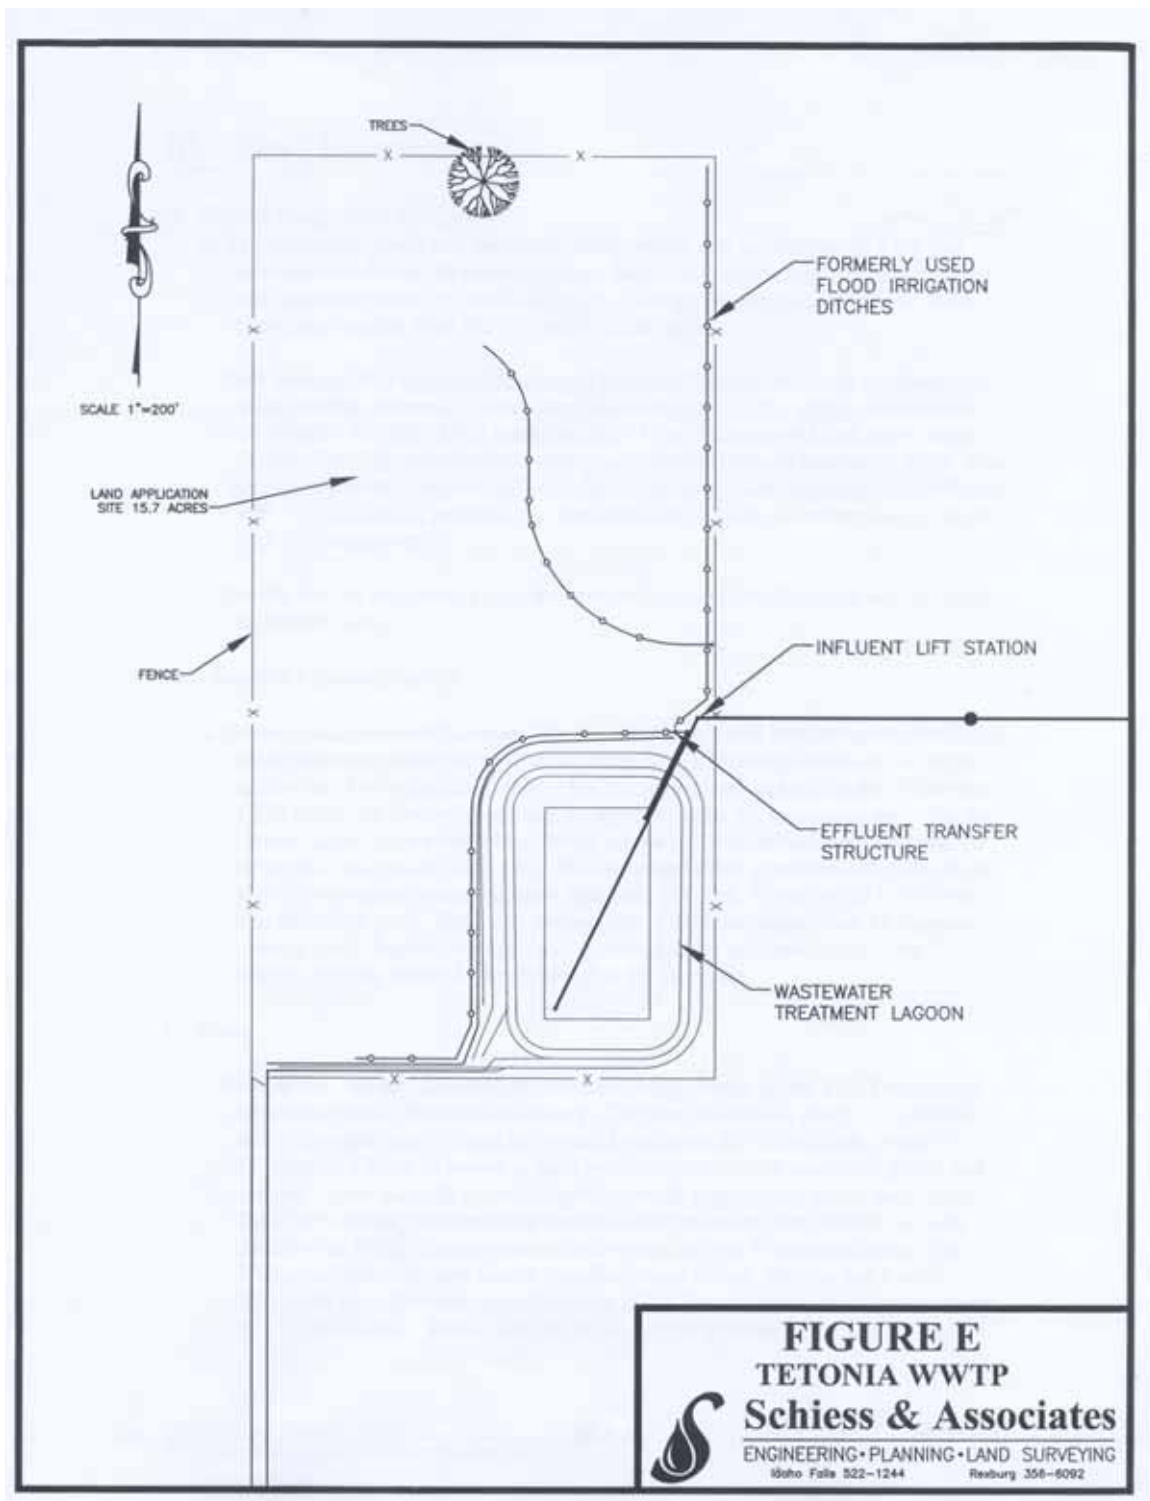 TREES
FORMERLY USED
FLOOD IRRIGATION
DITCHES
SCALE 1"=200'
LAND APPLICATION
SITE 15.7 ACRES
INFLUENT LIFT STATION
FENCE
EFFLUENT TRANSFER
STRUCTURE
WASTEWATER
TREATMENT LAGOON
FIGURE E
TETONIA WWTP
Schiess & Associates
ENGINEERING•PLANNING•LAND SURVEYING
Idaho Falls 522-1244 Rexburg 356-6092